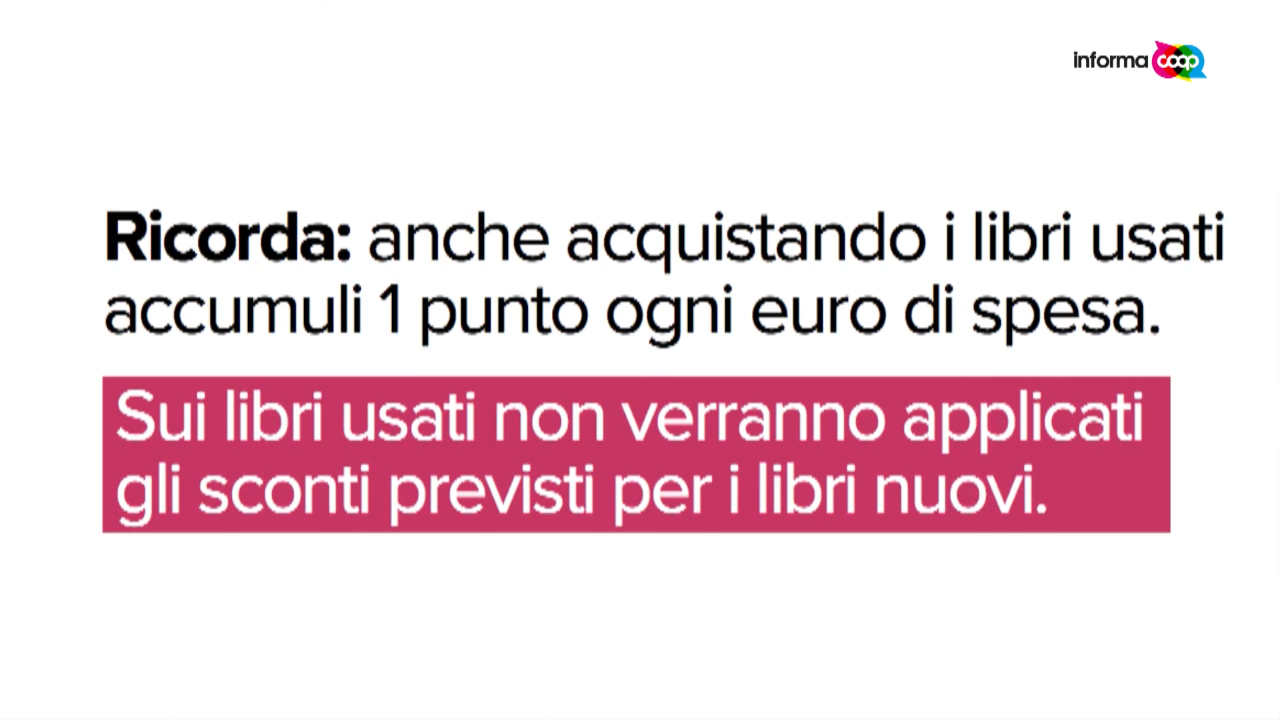 informa coop
Ricorda: anche acquistando i libri usati
accumuli 1 punto ogni euro di spesa.
Sui libri usati non verranno applicati
gli sconti previsti per i libri nuovi.